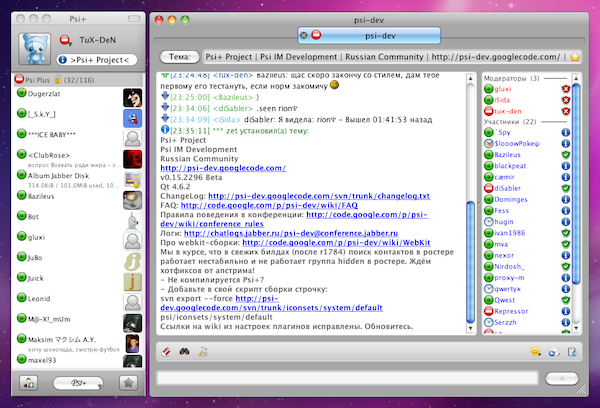 Psi+
TuX-DeN
>Psi+ Project<
Psi Plus (32/116)
Dugerzlat
[_S.k.Y_]
***ICE BABY***
<ClubRose>
вопрос Воевать ради мира - э...
Album.Jabber Disk
314.0KiB / 101.0MiB used, 10...
Bazileus
Bot
gluxi
JuBo
Juick
Leonid
M@-X!_mUm
Maksim マクシム A.Y.
хочу шоколада, смотрю футбол
maxel93
Psi+
psi-dev
psi-dev
Тема:
Psi+ Project | Psi IM Development | Russian Community | http://psi-dev.googlecode.com/
[23:24:48] <tux-den> Bazileus: щас скоро закончу со стилем, дам тебе
первому его тестануть, если норм закомичу
[23:25:00] <Bazileus> )
[23:34:06] <diSabler> .seen rionΨ
[23:34:09] <iSida> diSabler: Я видела: rionΨ - Вышел 01:41:53 назад
[23:35:11] *** zet установил(а) тему:
Psi+ Project
Psi IM Development
Russian Community
http://psi-dev.googlecode.com/
v0.15.2296 Beta
Qt 4.6.2
ChangeLog: http://psi-dev.googlecode.com/svn/trunk/changelog.txt
FAQ: http://code.google.com/p/psi-dev/wiki/FAQ
Правила поведения в конференции: http://code.google.com/p/psi-
dev/wiki/conference_rules
Логи: http://chatlogs.jabber.ru/psi-dev@conference.jabber.ru
Про webkit-сборки: http://code.google.com/p/psi-dev/wiki/WebKit
Мы в курсе, что в свежих билдах (после r1784) поиск контактов в ростере
работает нестабильно и не работает группа hidden в ростере. Ждём
хотфиксов от апстрима!
- Не компилируется Psi+?
- Добавьте в свой скрипт сборки строчку:
svn export --force http://psi-
dev.googlecode.com/svn/trunk/iconsets/system/default
psi/iconsets/system/default
Ссылки на wiki из настроек плагинов исправлены. Обновитесь.
Модераторы (3)
gluxi
iSida
tux-den
Участники (22)
`Spy
$loowPokeψ
Bazileus
blackpeat
cæmir
diSabler
Dominges
Fess
hugin
ivan1986
mva
nexor
Nirdosh_
proxy-m
qwertys
Qwest
Repressor
Serzzh